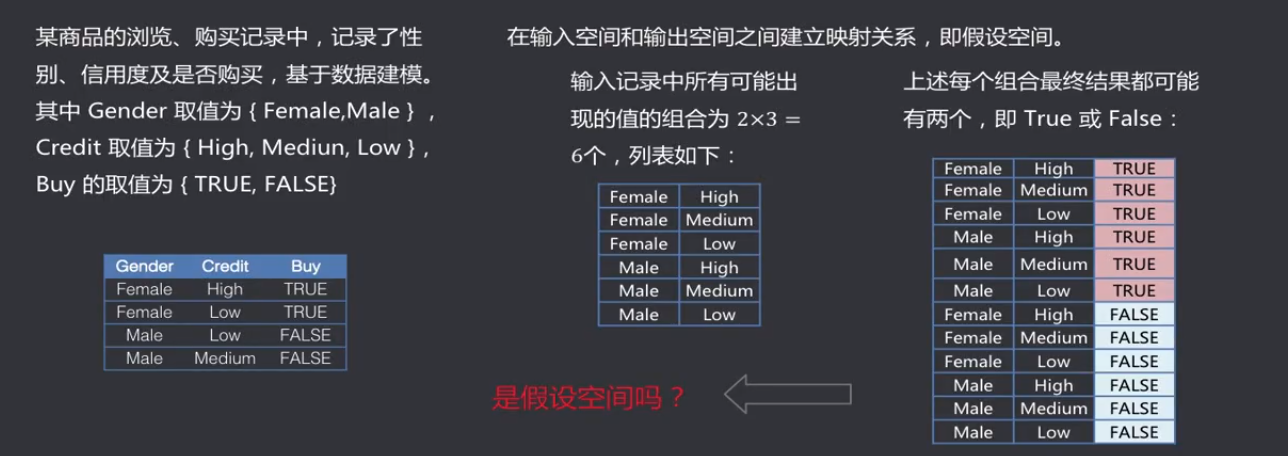 某商品的浏览、购买记录中，记录了性
别、信用度及是否购买，基于数据建模。
其中 Gender 取值为 { Female,Male } ，
Credit 取值为 { High, Mediun, Low }，
Buy 的取值为 { TRUE, FALSE}
Gender Credit Buy
Female High TRUE
Female Low TRUE
Male Low FALSE
Male Medium FALSE
在输入空间和输出空间之间建立映射关系，即假设空间。
输入记录中所有可能出
现的值的组合为 2×3 =
6个，列表如下：
Female High
Female Medium
Female Low
Male High
Male Medium
Male Low
上述每个组合最终结果都可能
有两个，即 True 或 False：
Female High TRUE
Female Medium TRUE
Female Low TRUE
Male High TRUE
Male Medium TRUE
Male Low TRUE
Female High FALSE
Female Medium FALSE
Female Low FALSE
Male High FALSE
Male Medium FALSE
Male Low FALSE
是假设空间吗？